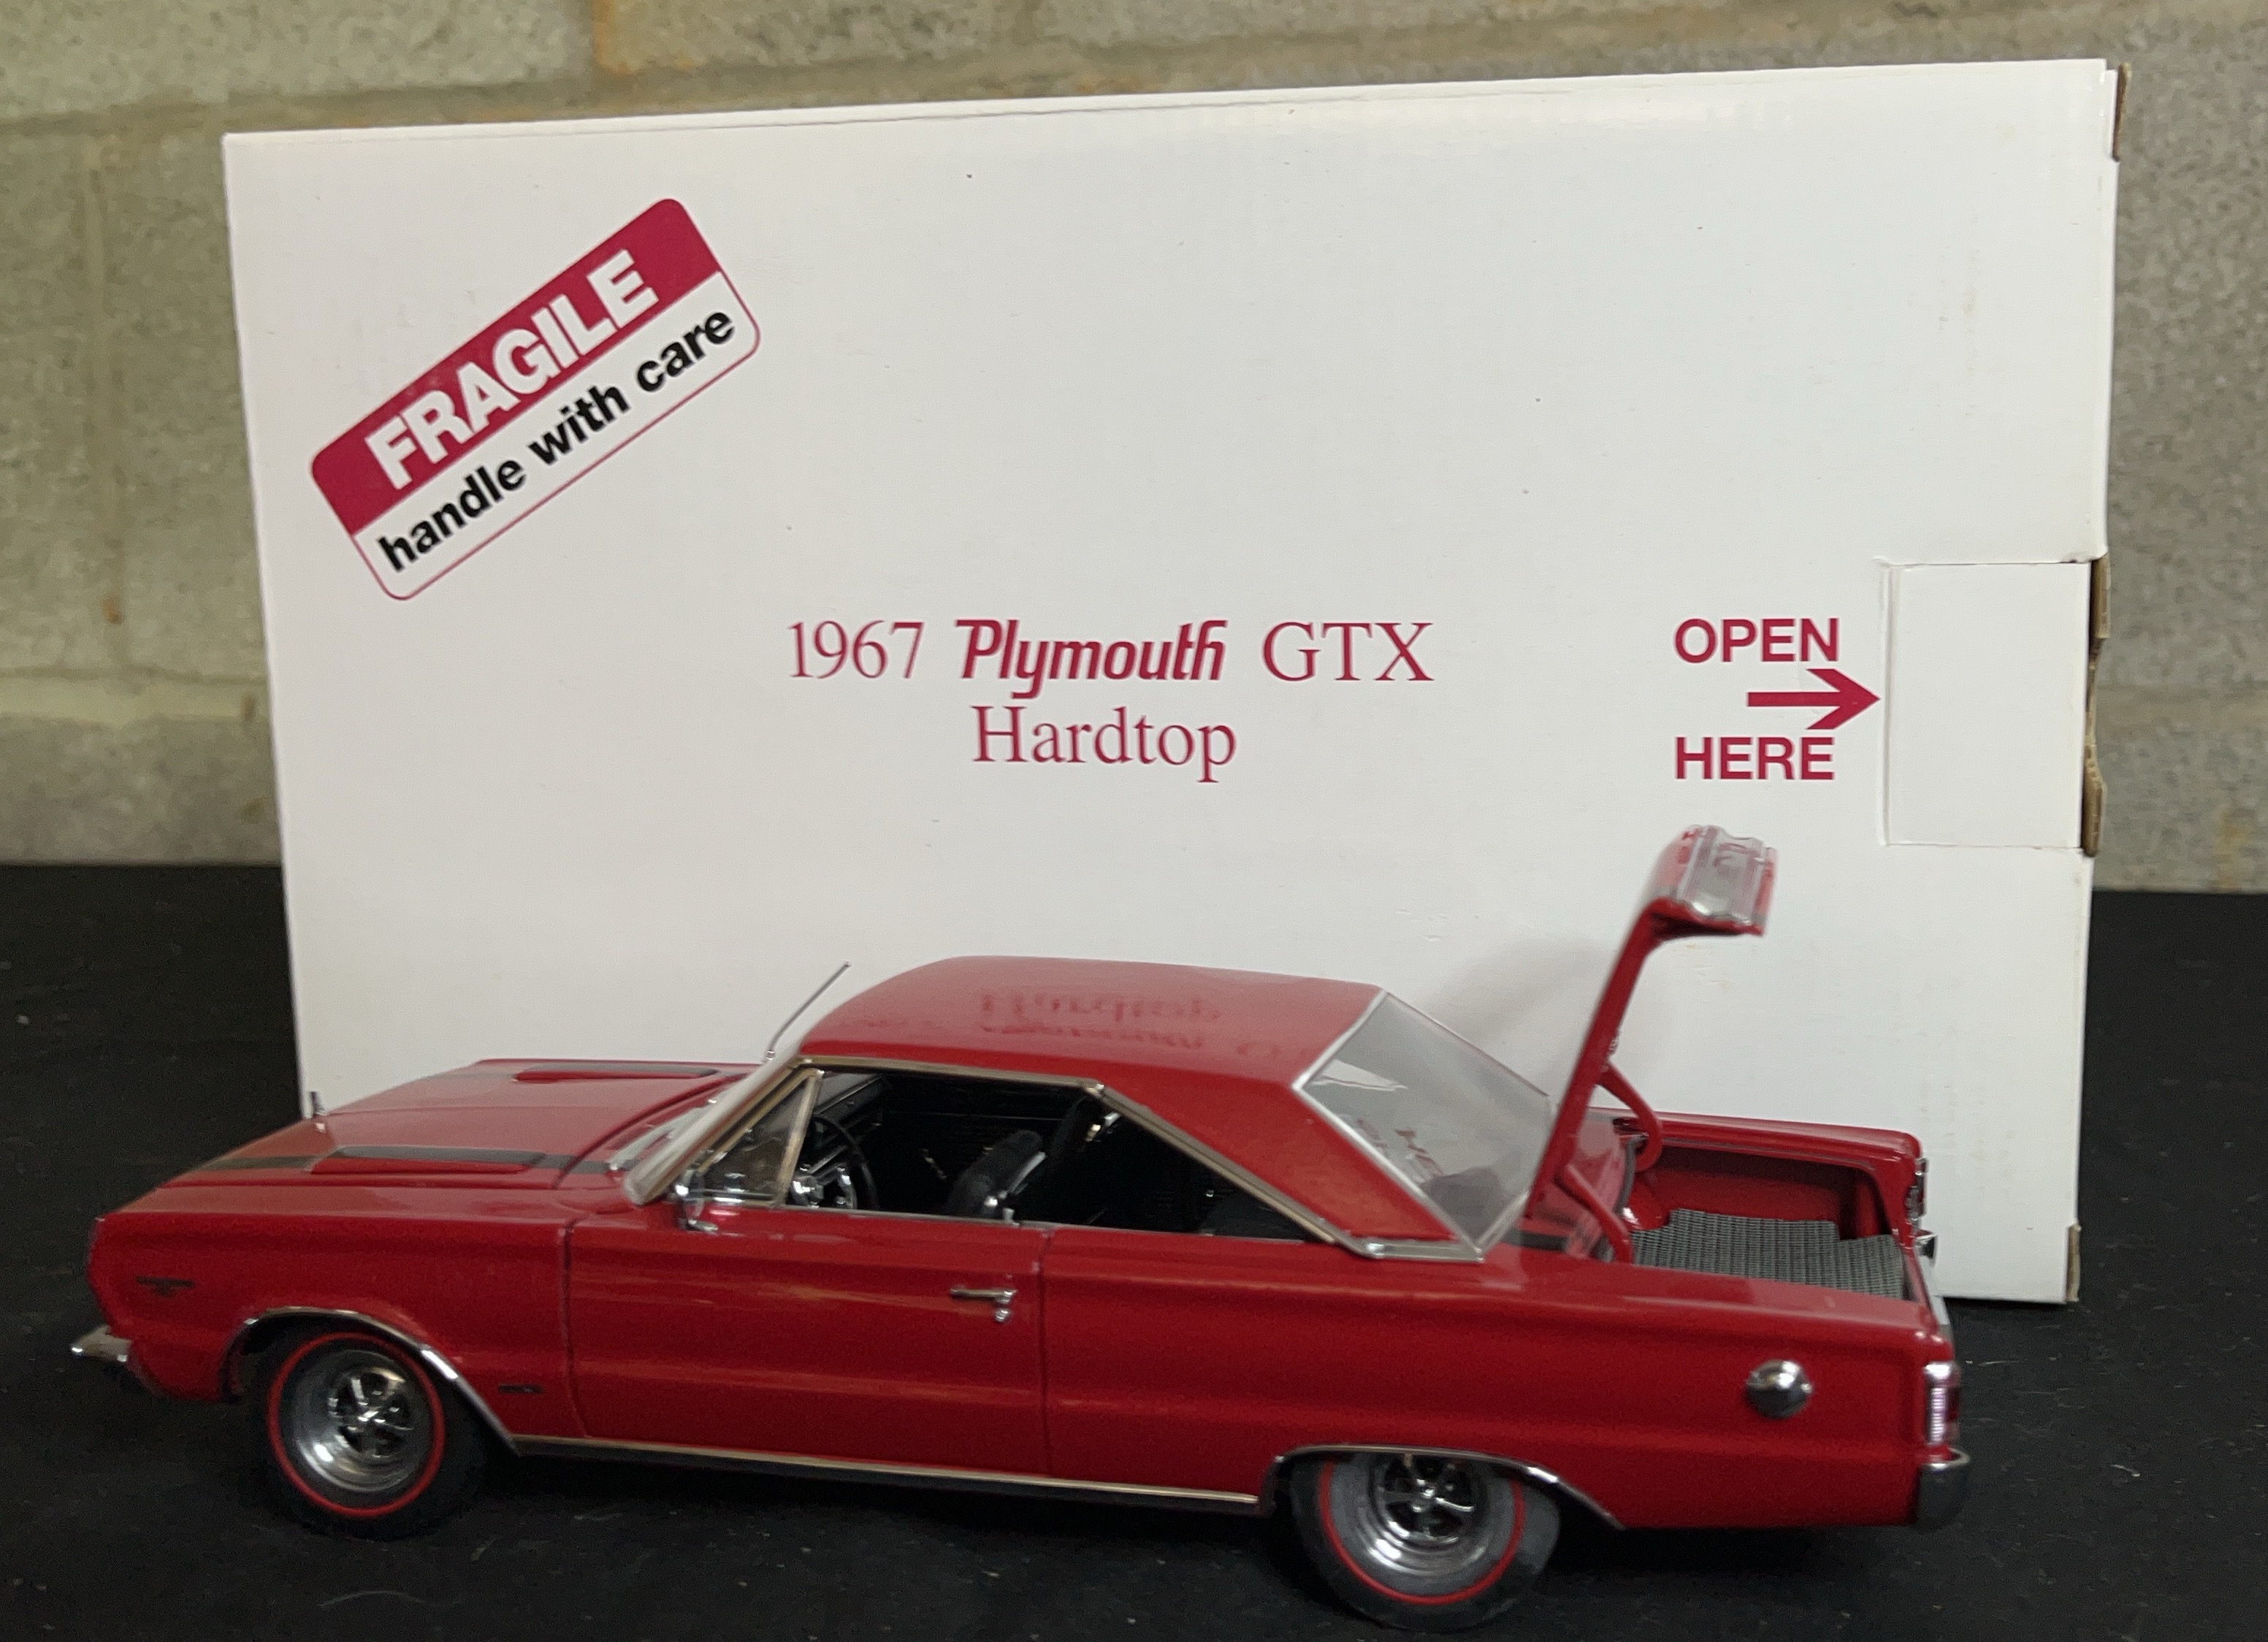 FRAGILE
handle with care
1967 Plymouth GTX
Hardtop
OPEN
HERE